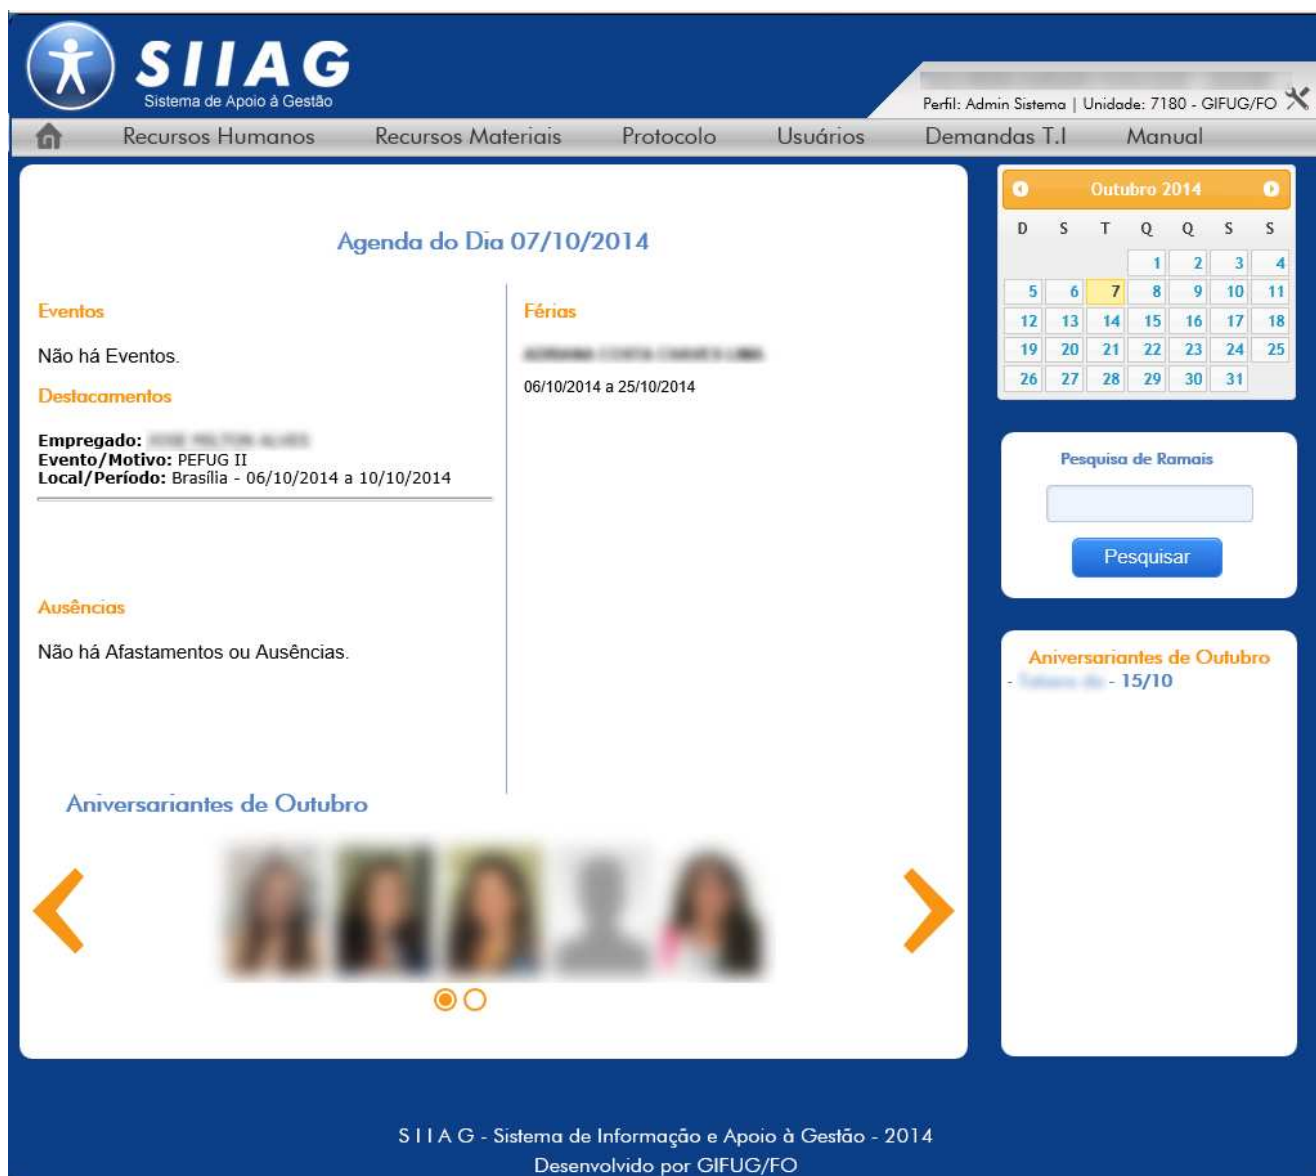 SIIAG
Sistema de Apoio à Gestão
Perfil: Admin Sistema | Unidade: 7180 - GIFUG/FO
Recursos Humanos Recursos Materiais Protocolo Usuários Demandas T.I Manual
Agenda do Dia 07/10/2014
Eventos
Não há Eventos.
Destacamentos
Empregado:
Evento/Motivo: PEFUG II
Local/Período: Brasília - 06/10/2014 a 10/10/2014
Ausências
Não há Afastamentos ou Ausências.
Férias
06/10/2014 a 25/10/2014
Aniversariantes de Outubro
Outubro 2014
D S T Q Q S S
1 2 3 4
5 6 7 8 9 10 11
12 13 14 15 16 17 18
19 20 21 22 23 24 25
26 27 28 29 30 31
Pesquisa de Ramais
Pesquisar
Aniversariantes de Outubro
- - 15/10
S I I A G - Sistema de Informação e Apoio à Gestão - 2014
Desenvolvido por GIFUG/FO